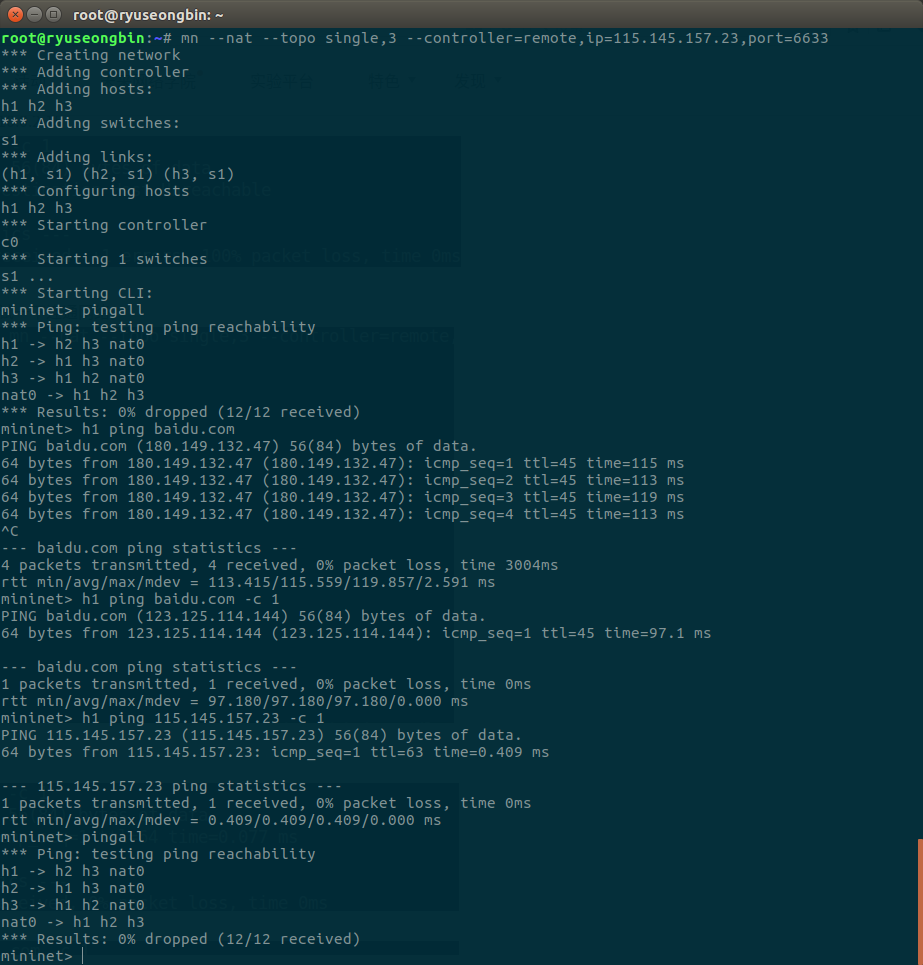 root@ryuseongbin: ~
root@ryuseongbin:~# mn --nat --topo single,3 --controller=remote,ip=115.145.157.23,port=6633
*** Creating network
*** Adding controller
*** Adding hosts:
h1 h2 h3
*** Adding switches:
s1
*** Adding links:
(h1, s1) (h2, s1) (h3, s1)
*** Configuring hosts
h1 h2 h3
*** Starting controller
c0
*** Starting 1 switches
s1 ...
*** Starting CLI:
mininet> pingall
*** Ping: testing ping reachability
h1 -> h2 h3 nat0
h2 -> h1 h3 nat0
h3 -> h1 h2 nat0
nat0 -> h1 h2 h3
*** Results: 0% dropped (12/12 received)
mininet> h1 ping baidu.com
PING baidu.com (180.149.132.47) 56(84) bytes of data.
64 bytes from 180.149.132.47 (180.149.132.47): icmp_seq=1 ttl=45 time=115 ms
64 bytes from 180.149.132.47 (180.149.132.47): icmp_seq=2 ttl=45 time=113 ms
64 bytes from 180.149.132.47 (180.149.132.47): icmp_seq=3 ttl=45 time=119 ms
64 bytes from 180.149.132.47 (180.149.132.47): icmp_seq=4 ttl=45 time=113 ms
^C
--- baidu.com ping statistics ---
4 packets transmitted, 4 received, 0% packet loss, time 3004ms
rtt min/avg/max/mdev = 113.415/115.559/119.857/2.591 ms
mininet> h1 ping baidu.com -c 1
PING baidu.com (123.125.114.144) 56(84) bytes of data.
64 bytes from 123.125.114.144 (123.125.114.144): icmp_seq=1 ttl=45 time=97.1 ms
--- baidu.com ping statistics ---
1 packets transmitted, 1 received, 0% packet loss, time 0ms
rtt min/avg/max/mdev = 97.180/97.180/97.180/0.000 ms
mininet> h1 ping 115.145.157.23 -c 1
PING 115.145.157.23 (115.145.157.23) 56(84) bytes of data.
64 bytes from 115.145.157.23: icmp_seq=1 ttl=63 time=0.409 ms
--- 115.145.157.23 ping statistics ---
1 packets transmitted, 1 received, 0% packet loss, time 0ms
rtt min/avg/max/mdev = 0.409/0.409/0.409/0.000 ms
mininet> pingall
*** Ping: testing ping reachability
h1 -> h2 h3 nat0
h2 -> h1 h3 nat0
h3 -> h1 h2 nat0
nat0 -> h1 h2 h3
*** Results: 0% dropped (12/12 received)
mininet>